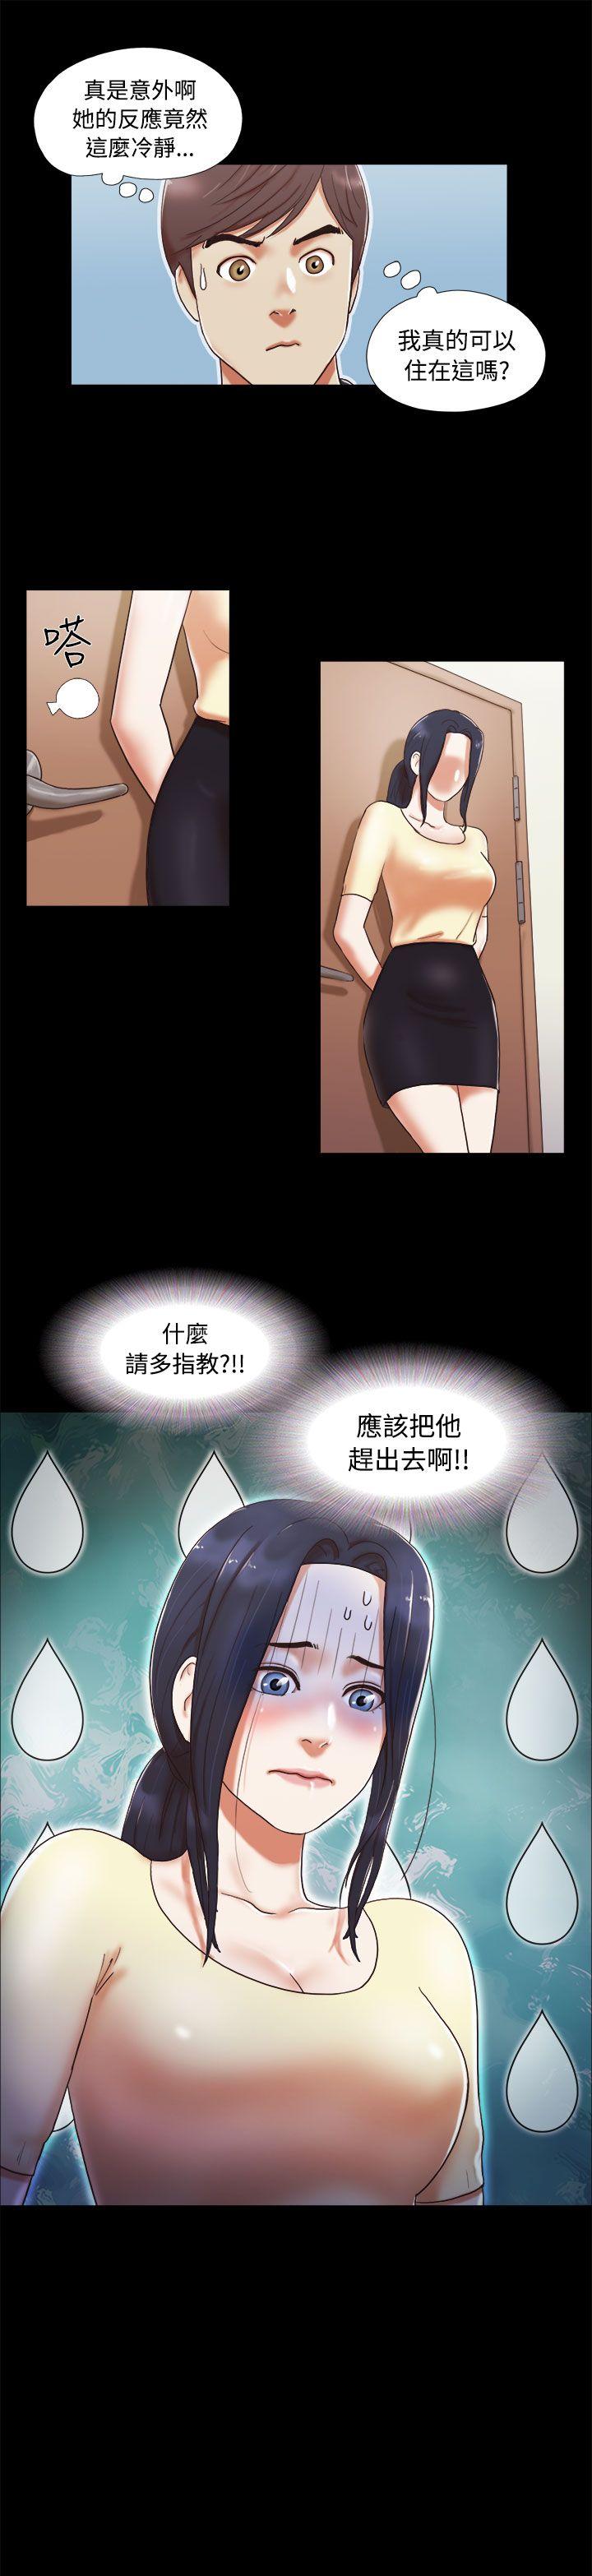 真是意外啊
她的反應竟然
這麼冷靜...
我真的可以
住在這嗎?
嗒
什麼
請多指教?!!
應該把他
趕出去啊!!